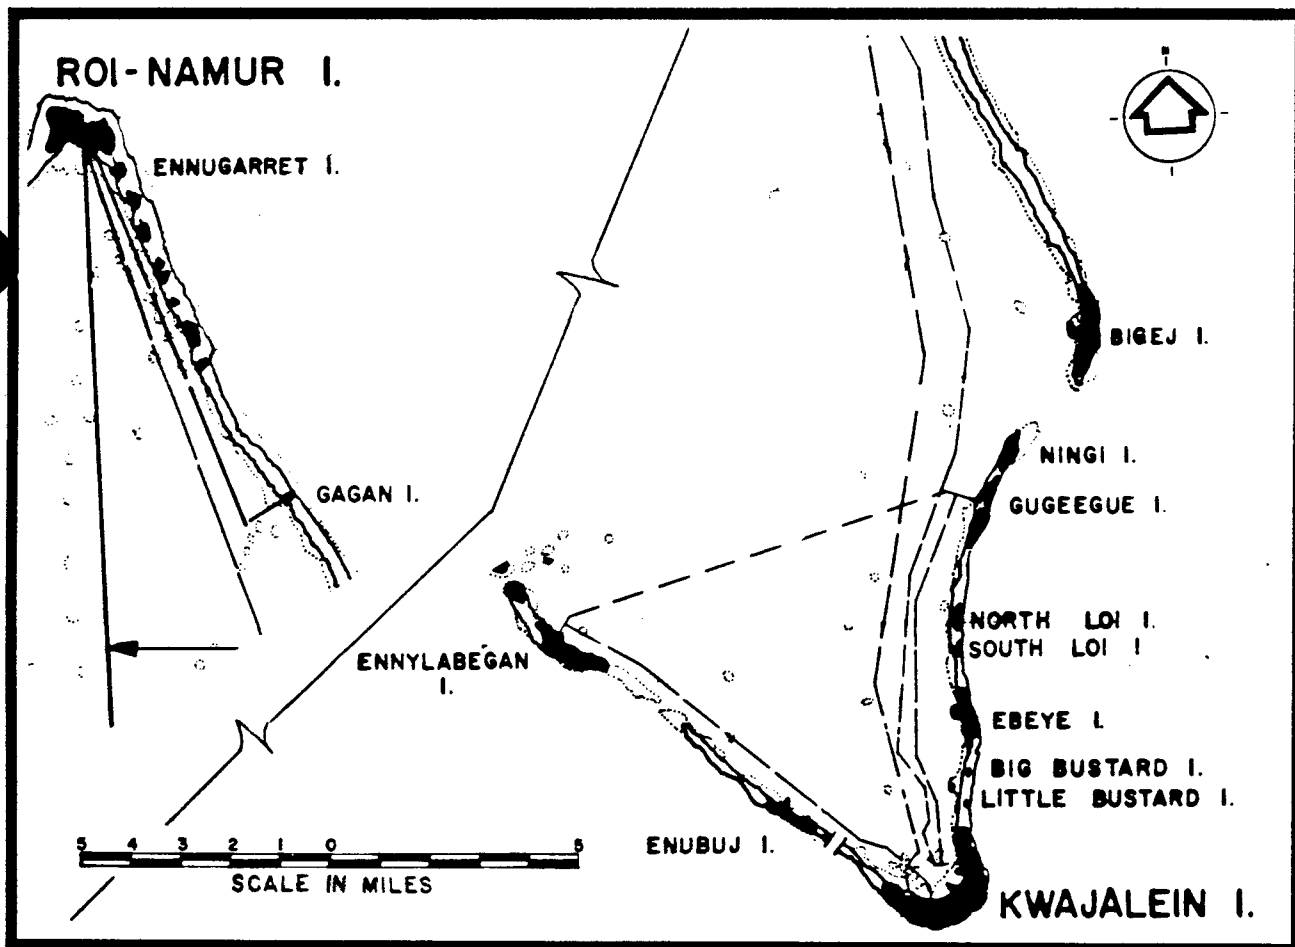 ROI-NAMUR I.
N
ENNUGARRET I.
BIGEJ I.
NINGI I.
GAGAN I.
GUGEEGUE I.
NORTH LOI I.
SOUTH LOI I
ENNYLABEGAN
I.
EBEYE I.
BIG BUSTARD I.
LITTLE BUSTARD I.
ENUBUJ I.
5 4 3 2 1 0 5
SCALE IN MILES
KWAJALEIN I.